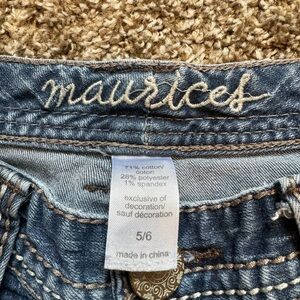 maurices
71% cotton/
coton
28% polyester
1% spandex
exclusive of
decoration/
sauf décoration
5/6
made in china